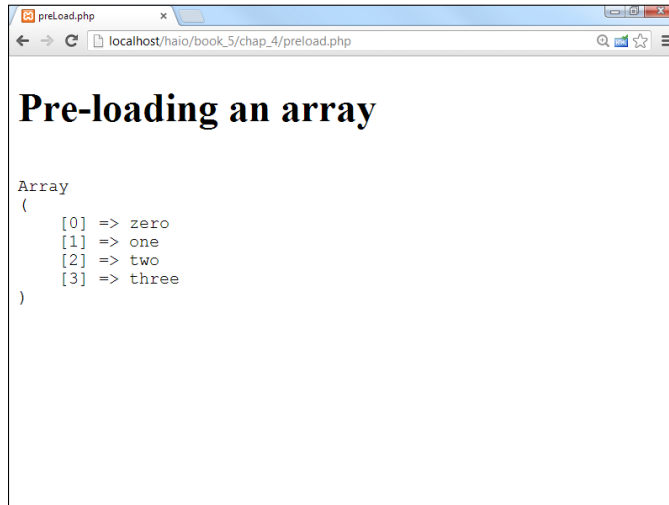 preLoad.php
localhost/haio/book_5/chap_4/preload.php
Pre-loading an array
Array
(
    [0] => zero
    [1] => one
    [2] => two
    [3] => three
)